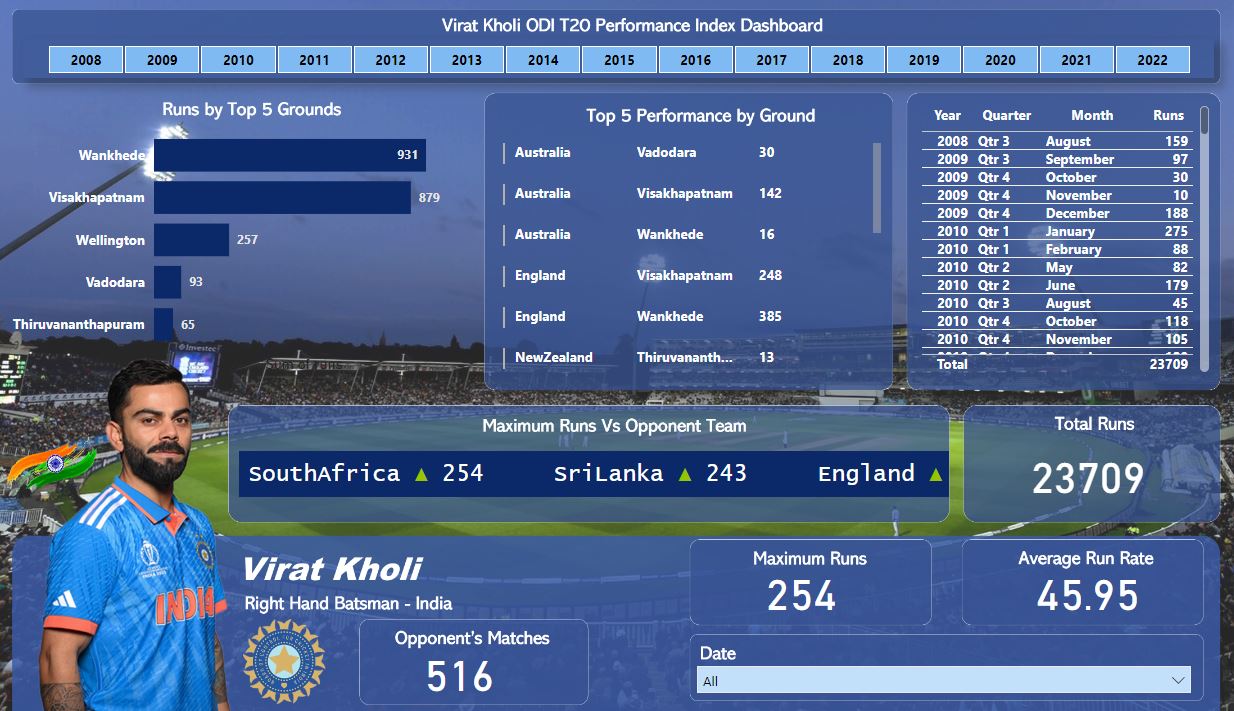 Virat Kholi ODI T20 Performance Index Dashboard
2008 2009 2010 2011 2012 2013 2014 2015 2016 2017 2018 2019 2020 2021 2022
Runs by Top 5 Grounds
Wankhede 931
Visakhapatnam 879
Wellington 257
Vadodara 93
Thiruvananthapuram 65
Top 5 Performance by Ground
Australia Vadodara 30
Australia Visakhapatnam 142
Australia Wankhede 16
England Visakhapatnam 248
England Wankhede 385
NewZealand Thiruvananth... 13
Year Quarter Month Runs
2008 Qtr 3 August 159
2009 Qtr 3 September 97
2009 Qtr 4 October 30
2009 Qtr 4 November 10
2009 Qtr 4 December 188
2010 Qtr 1 January 275
2010 Qtr 1 February 88
2010 Qtr 2 May 82
2010 Qtr 2 June 179
2010 Qtr 3 August 45
2010 Qtr 4 October 118
2010 Qtr 4 November 105
Total 23709
Investec
Maximum Runs Vs Opponent Team
SouthAfrica ▲ 254 SriLanka ▲ 243 England ▲
Total Runs
23709
Virat Kholi
Right Hand Batsman - India
INDIA
Opponent's Matches
516
Maximum Runs
254
Average Run Rate
45.95
Date
All